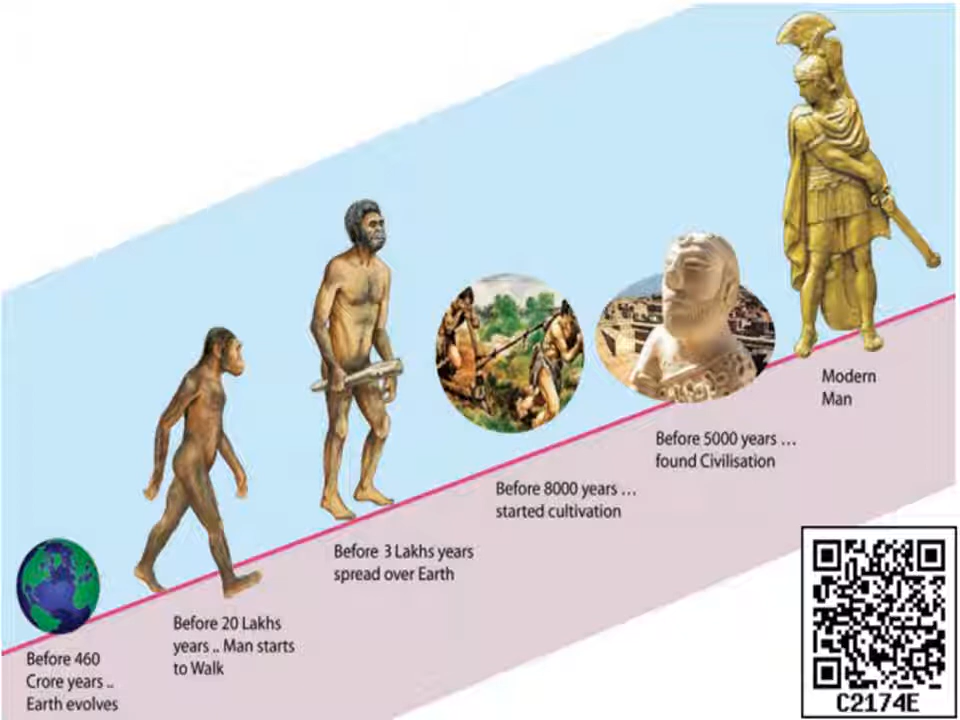 Before 460
Crore years ..
Earth evolves
Before 20 Lakhs
years .. Man starts
to Walk
Before 3 Lakhs years
spread over Earth
Before 8000 years ...
started cultivation
Before 5000 years ...
found Civilisation
Modern
Man
C2174E